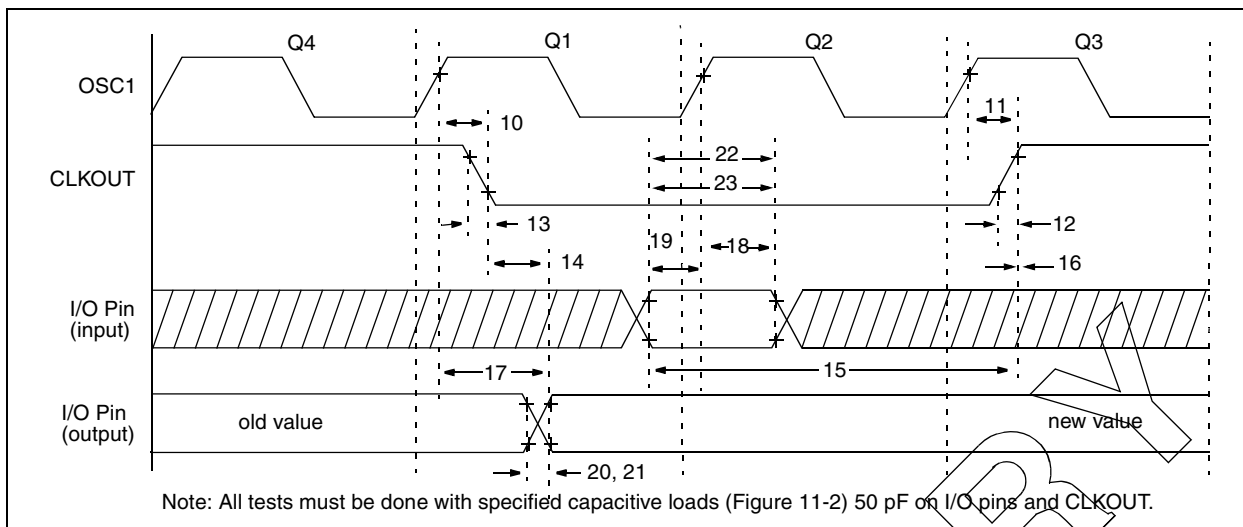 Q4 Q1 Q2 Q3
OSC1
10
11
CLKOUT
22
23
13
12
19
18
14
16
I/O Pin
(input)
17
15
I/O Pin
(output)
old value
new value
20, 21
Note: All tests must be done with specified capacitive loads (Figure 11-2) 50 pF on I/O pins and CLKOUT.
B Y